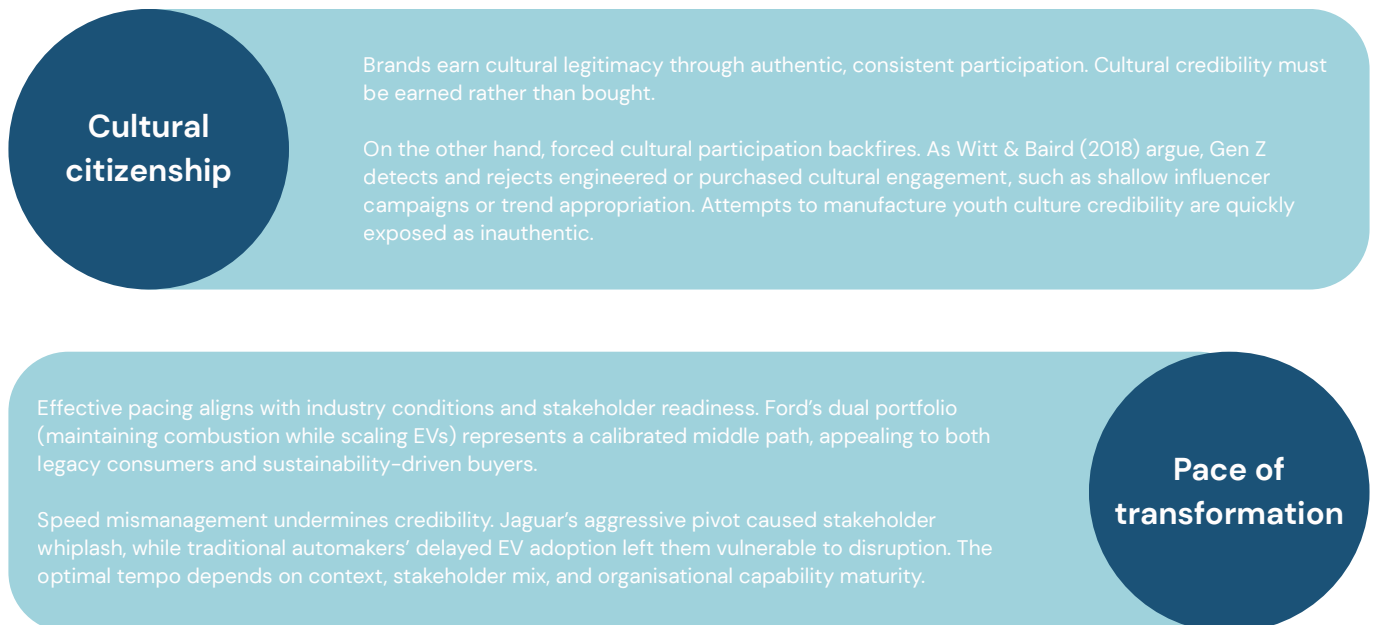 Cultural
citizenship
Brands earn cultural legitimacy through authentic, consistent participation. Cultural credibility must
be earned rather than bought.
On the other hand, forced cultural participation backfires. As Witt & Baird (2018) argue, Gen Z
detects and rejects engineered or purchased cultural engagement, such as shallow influencer
campaigns or trend appropriation. Attempts to manufacture youth culture credibility are quickly
exposed as inauthentic.
Effective pacing aligns with industry conditions and stakeholder readiness. Ford's dual portfolio
(maintaining combustion while scaling EVs) represents a calibrated middle path, appealing to both
legacy consumers and sustainability-driven buyers.
Speed mismanagement undermines credibility. Jaguar's aggressive pivot caused stakeholder
whiplash, while traditional automakers' delayed EV adoption left them vulnerable to disruption. The
optimal tempo depends on context, stakeholder mix, and organisational capability maturity.
Pace of
transformation